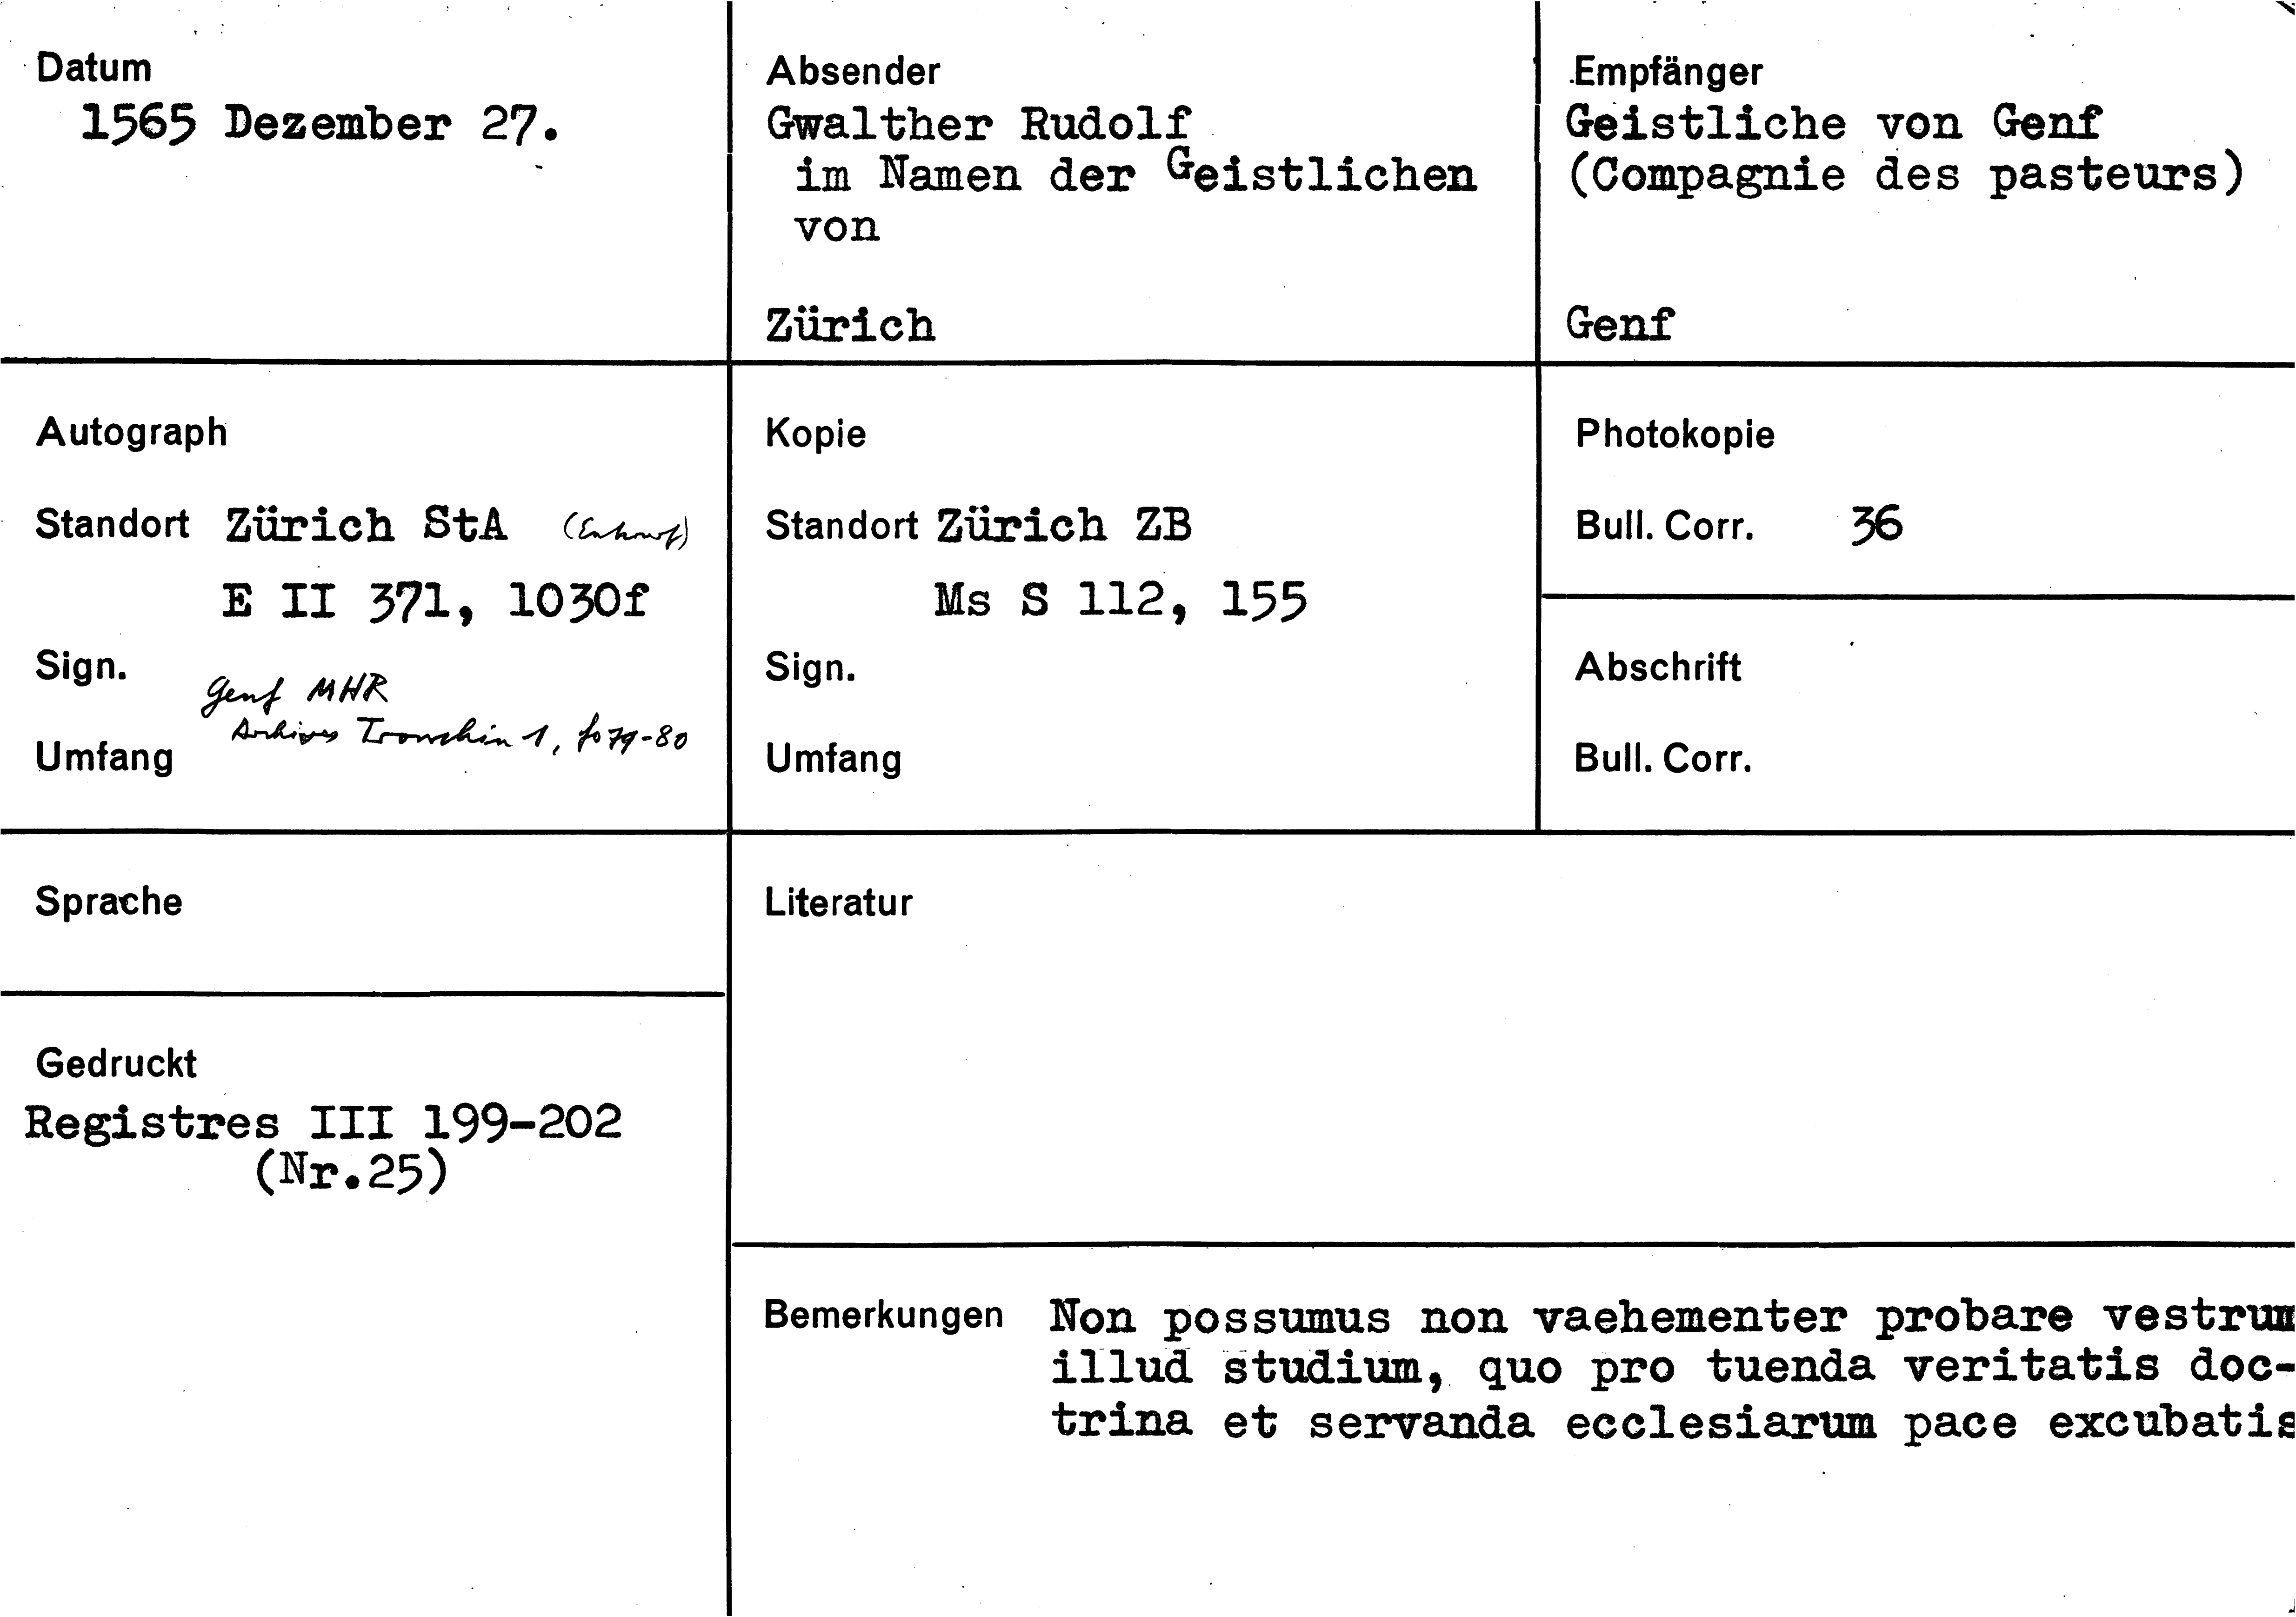 Datum
1565 Dezember 27.
Absender
Gwalther Rudolf
im Namen der Geistlichen
von
Zürich
Empfänger
Geistliche von Genf
(Compagnie des pasteurs)
Genf
Autograph
Standort Zürich StA (Entwurf)
E II 371, 1030f
Sign.
Genf MHR
Archives Tronchin 1, fo 79-80
Umfang
Kopie
Standort Zürich ZB
Ms S 112, 155
Sign.
Umfang
Photokopie
Bull. Corr. 36
Abschrift
Bull. Corr.
Sprache
Gedruckt
Registres III 199-202
(Nr.25)
Literatur
Bemerkungen Non possumus non vaehementer probare vestrum
illud studium, quo pro tuenda veritatis doc-
trina et servanda ecclesiarum pace excubatis